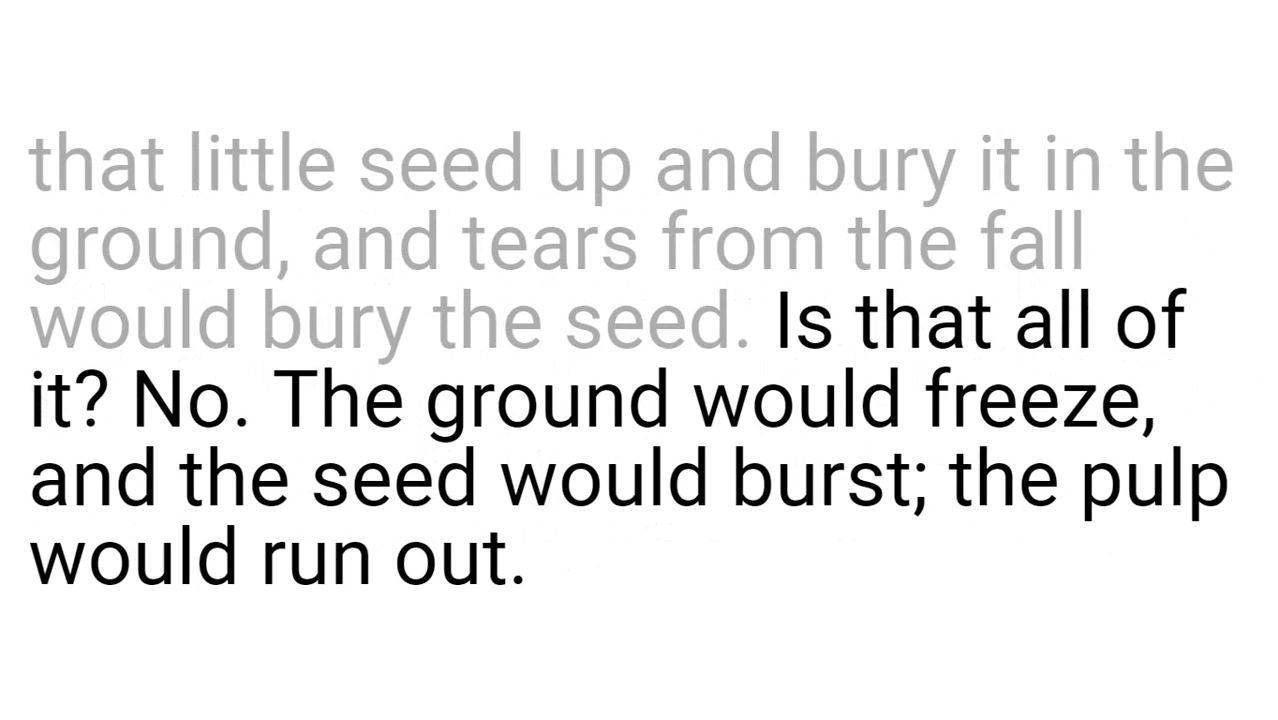 that little seed up and bury it in the
ground, and tears from the fall
would bury the seed. Is that all of
it? No. The ground would freeze,
and the seed would burst; the pulp
would run out.